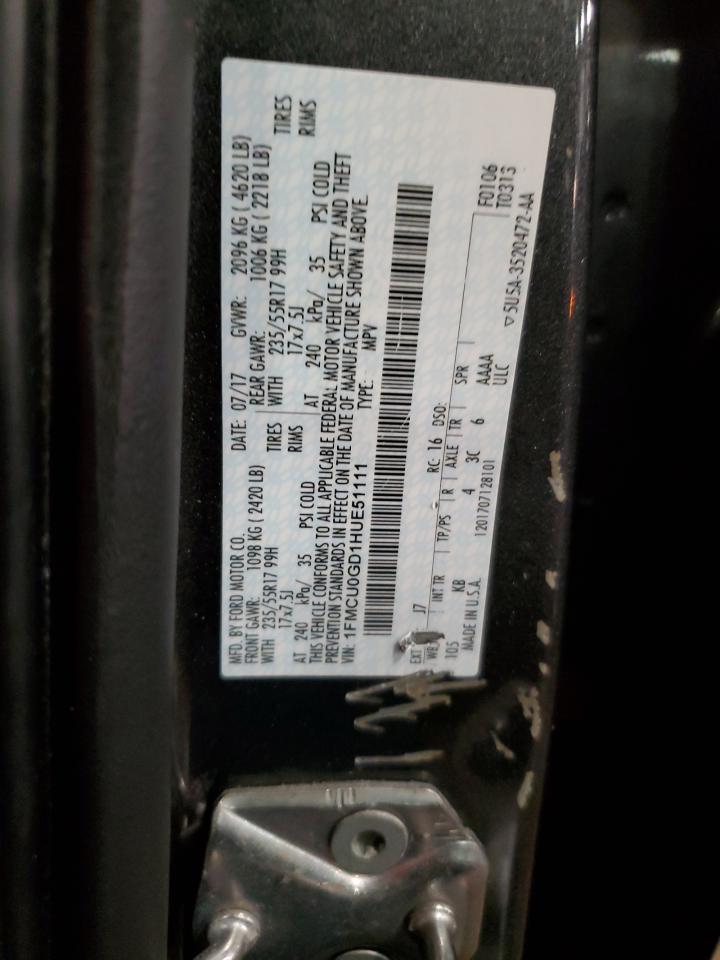 MFD. BY FORD MOTOR CO.
DATE: 07/17 GVWR: 2096 KG ( 4620 LB)
FRONT GAWR: 1098 KG ( 2420 LB)
REAR GAWR: 1006 KG ( 2218 LB)
WITH 235/55R17 99H TIRES
WITH 235/55R17 99H TIRES
17x7.5J RIMS
17x7.5J RIMS
AT 240 kPa/ 35 PSI COLD
AT 240 kPa/ 35 PSI COLD
THIS VEHICLE CONFORMS TO ALL APPLICABLE FEDERAL MOTOR VEHICLE SAFETY AND THEFT
PREVENTION STANDARDS IN EFFECT ON THE DATE OF MANUFACTURE SHOWN ABOVE.
VIN: 1FMCU0GD1HUE51111 TYPE: MPV
EXT J7 RC: 16 DSO:
WB INT TR TP/PS R AXLE TR SPR F0106
105 KB 4 3C 6 AAAA T0313
ULC
MADE IN U.S.A. 1201707128101 ▽5U5A-3520472-AA